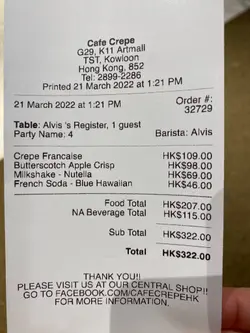 Cafe Crepe
G29, K11 Artmall
TST, Kowloon
Hong Kong, 852
Tel: 2899-2286
Printed 21 March 2022 at 1:21 PM
21 March 2022 at 1:21 PM Order #: 32729
Table: Alvis 's Register, 1 guest
Party Name: 4 Barista: Alvis
Crepe Francaise HK$109.00
Butterscotch Apple Crisp HK$98.00
Milkshake - Nutella HK$69.00
French Soda - Blue Hawaiian HK$46.00
Food Total HK$207.00
NA Beverage Total HK$115.00
Sub Total HK$322.00
Total HK$322.00
THANK YOU!!
PLEASE VISIT US AT OUR CENTRAL SHOP!!
GO TO FACEBOOK.COM/CAFECREPEHK
FOR MORE INFORMATION.